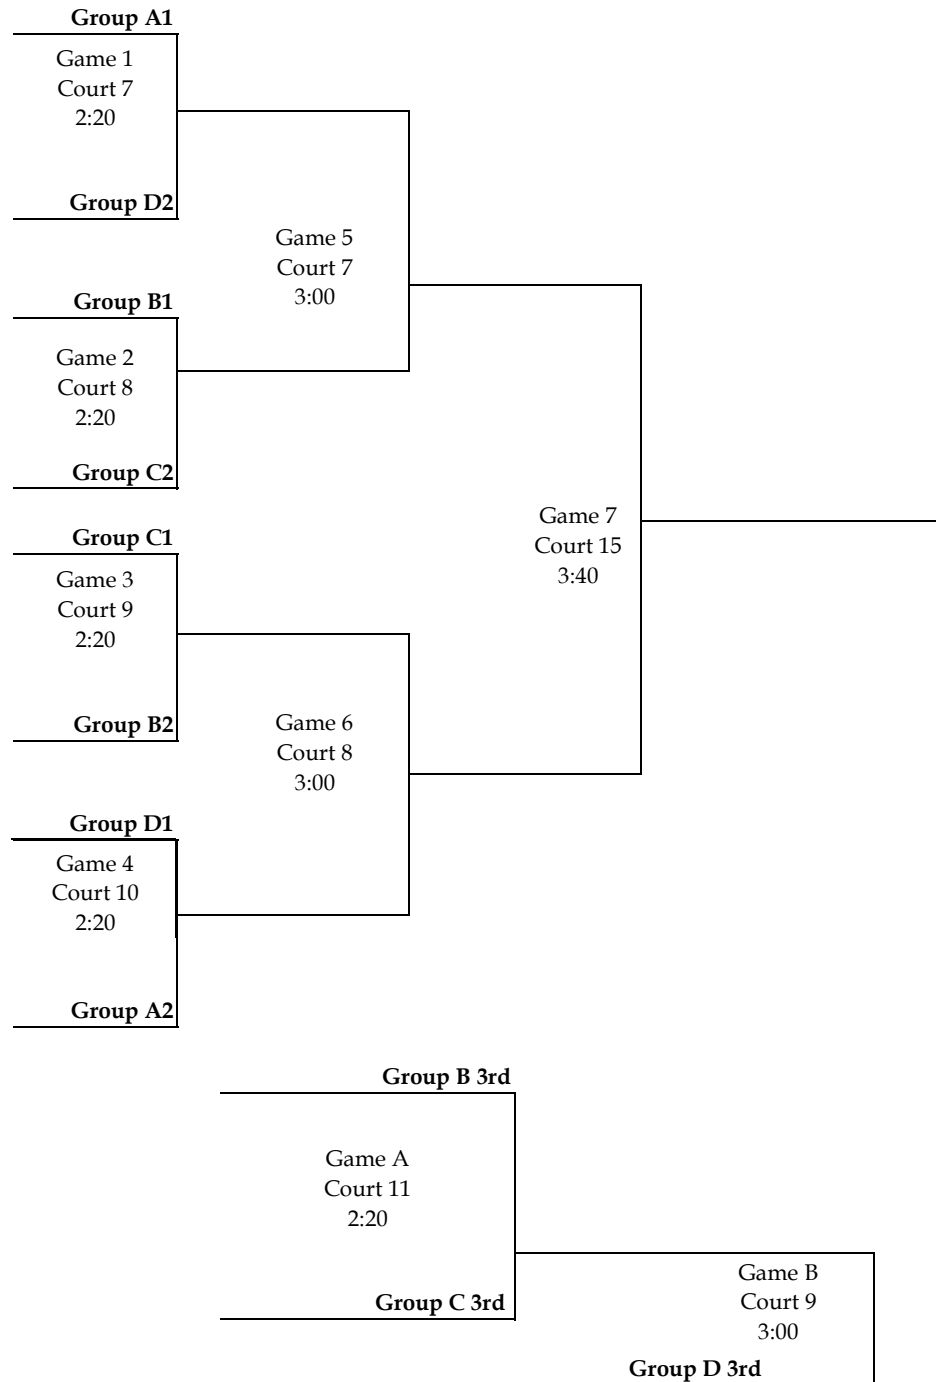 Group A1
Game 1
Court 7
2:20
Group D2
Game 5
Court 7
3:00
Group B1
Game 2
Court 8
2:20
Group C2
Game 7
Court 15
3:40
Group C1
Game 3
Court 9
2:20
Group B2
Game 6
Court 8
3:00
Group D1
Game 4
Court 10
2:20
Group A2
Group B 3rd
Game A
Court 11
2:20
Group C 3rd
Game B
Court 9
3:00
Group D 3rd